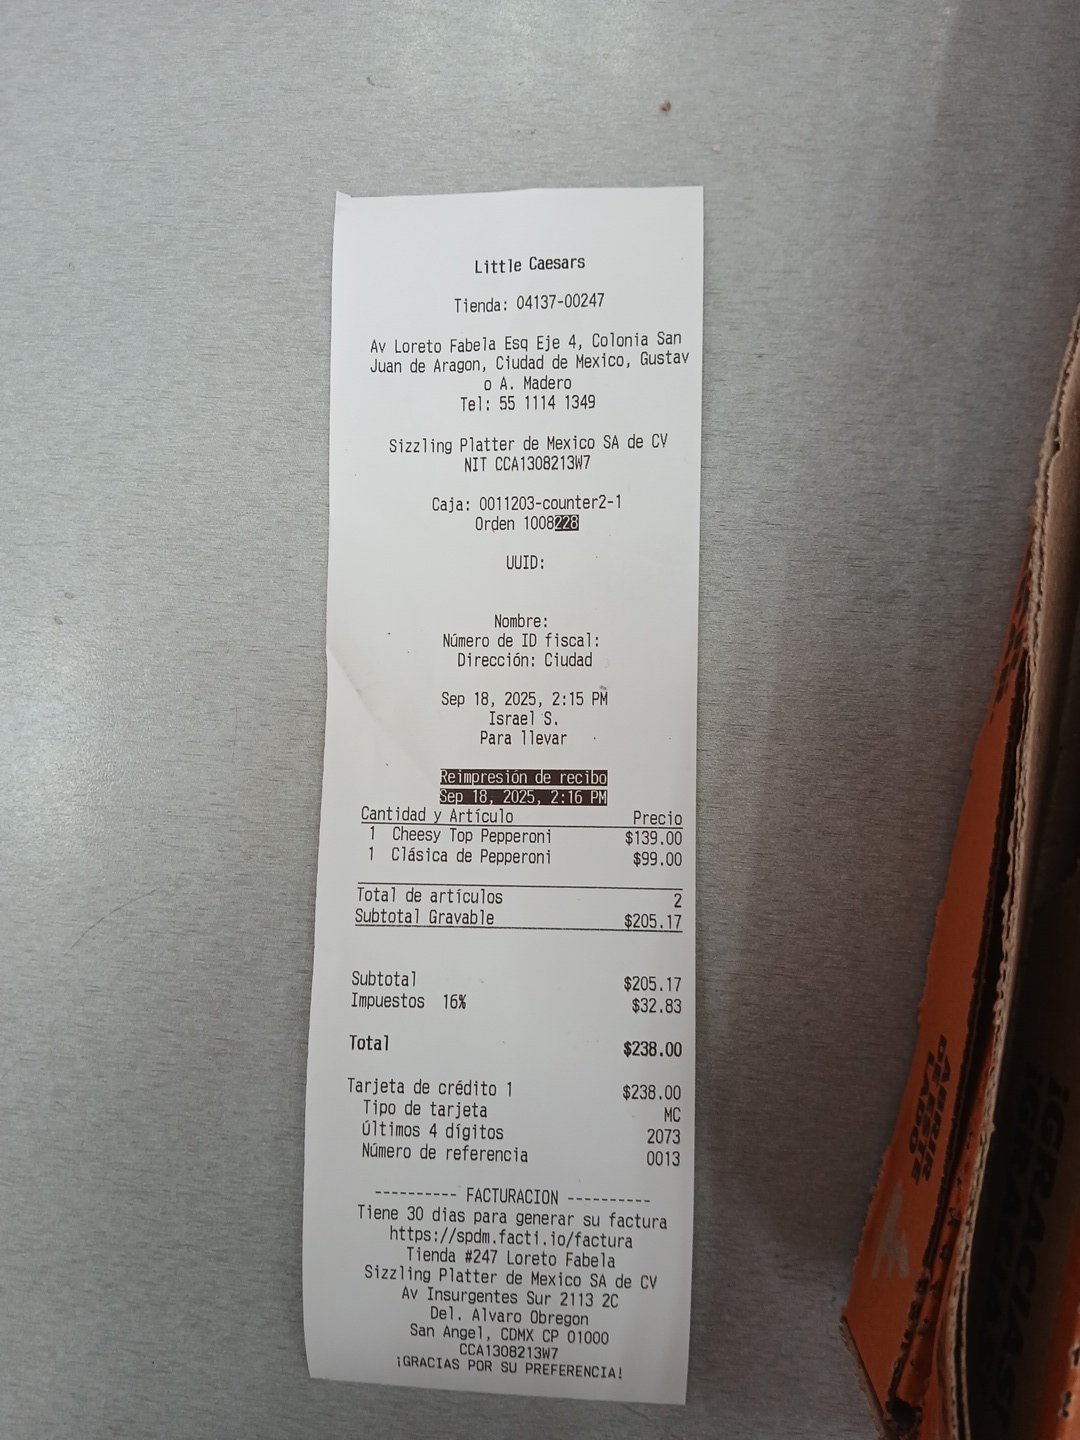 Little Caesars
Tienda: 04137-00247
Av Loreto Fabela Esq Eje 4, Colonia San
Juan de Aragon, Ciudad de Mexico, Gustav
o A. Madero
Tel: 55 1114 1349
Sizzling Platter de Mexico SA de CV
NIT CCA1308213W7
Caja: 0011203-counter2-1
Orden 1008228
UUID:
Nombre:
Número de ID fiscal:
Dirección: Ciudad
Sep 18, 2025, 2:15 PM
Israel S.
Para llevar
Reimpresión de recibo
Sep 18, 2025, 2:16 PM
Cantidad y Artículo Precio
1 Cheesy Top Pepperoni $139.00
1 Clásica de Pepperoni $99.00
Total de artículos 2
Subtotal Gravable $205.17
Subtotal $205.17
Impuestos 16% $32.83
Total $238.00
Tarjeta de crédito 1 $238.00
Tipo de tarjeta MC
Últimos 4 dígitos 2073
Número de referencia 0013
---------- FACTURACION ----------
Tiene 30 dias para generar su factura
https://spdm.facti.io/factura
Tienda #247 Loreto Fabela
Sizzling Platter de Mexico SA de CV
Av Insurgentes Sur 2113 2C
Del. Alvaro Obregon
San Angel, CDMX CP 01000
CCA1308213W7
¡GRACIAS POR SU PREFERENCIA!
ABRIR
DE ESTE
LADO
¡GRACIAS!